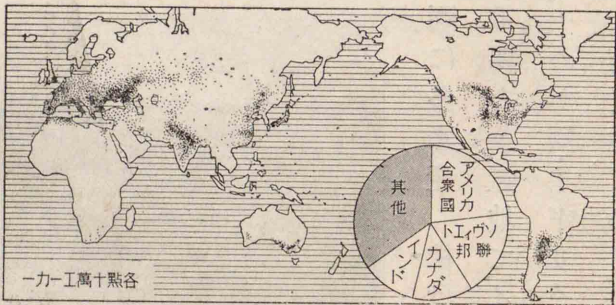 アメリカ
合衆國
ソヴィエト
聯邦
カナダ
インド
其他
各點十萬エーカー